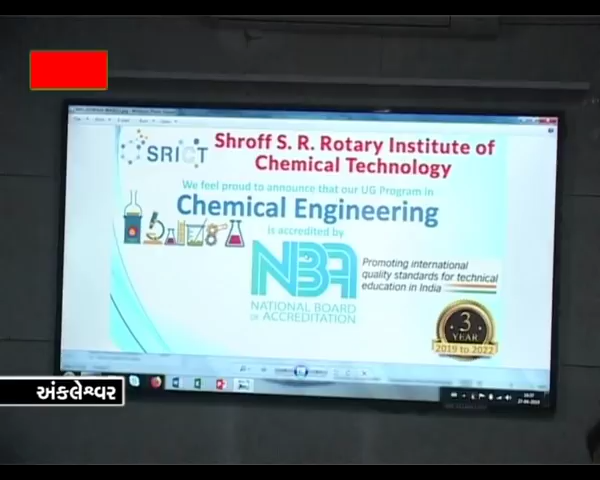 SRICT
Shroff S. R. Rotary Institute of
Chemical Technology
We feel proud to announce that our UG Program in
Chemical Engineering
is accredited by
NBA
NATIONAL BOARD
OF ACCREDITATION
Promoting international
quality standards for technical
education in India
3
YEAR
2019 to 2022
અંકલેશ્વર